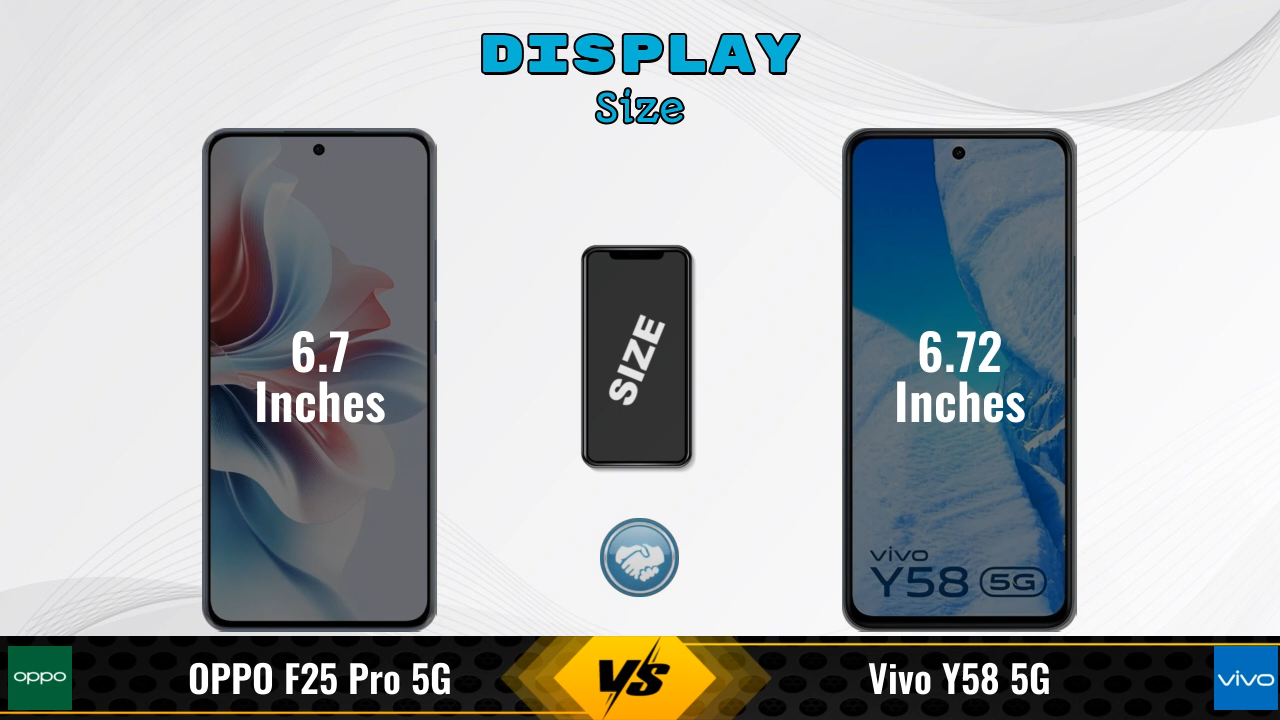 DISPLAY
Size
6.7
Inches
SIZE
6.72
Inches
vivo
Y58 5G
oppo
OPPO F25 Pro 5G
V/S
Vivo Y58 5G
vivo